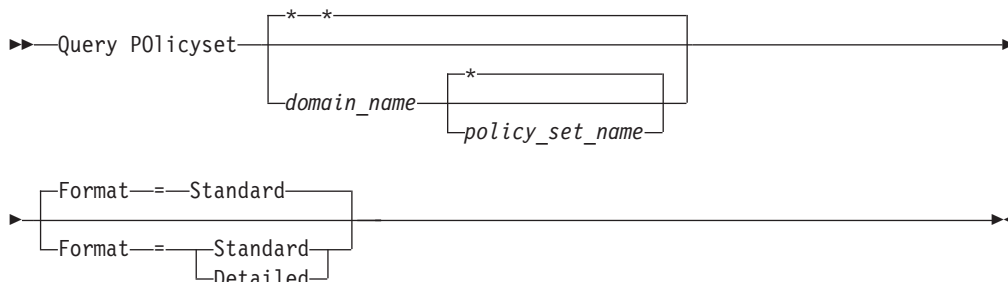 * *
Query POlicyset
*
domain_name
policy_set_name
Format = Standard
Format = Standard
Detailed